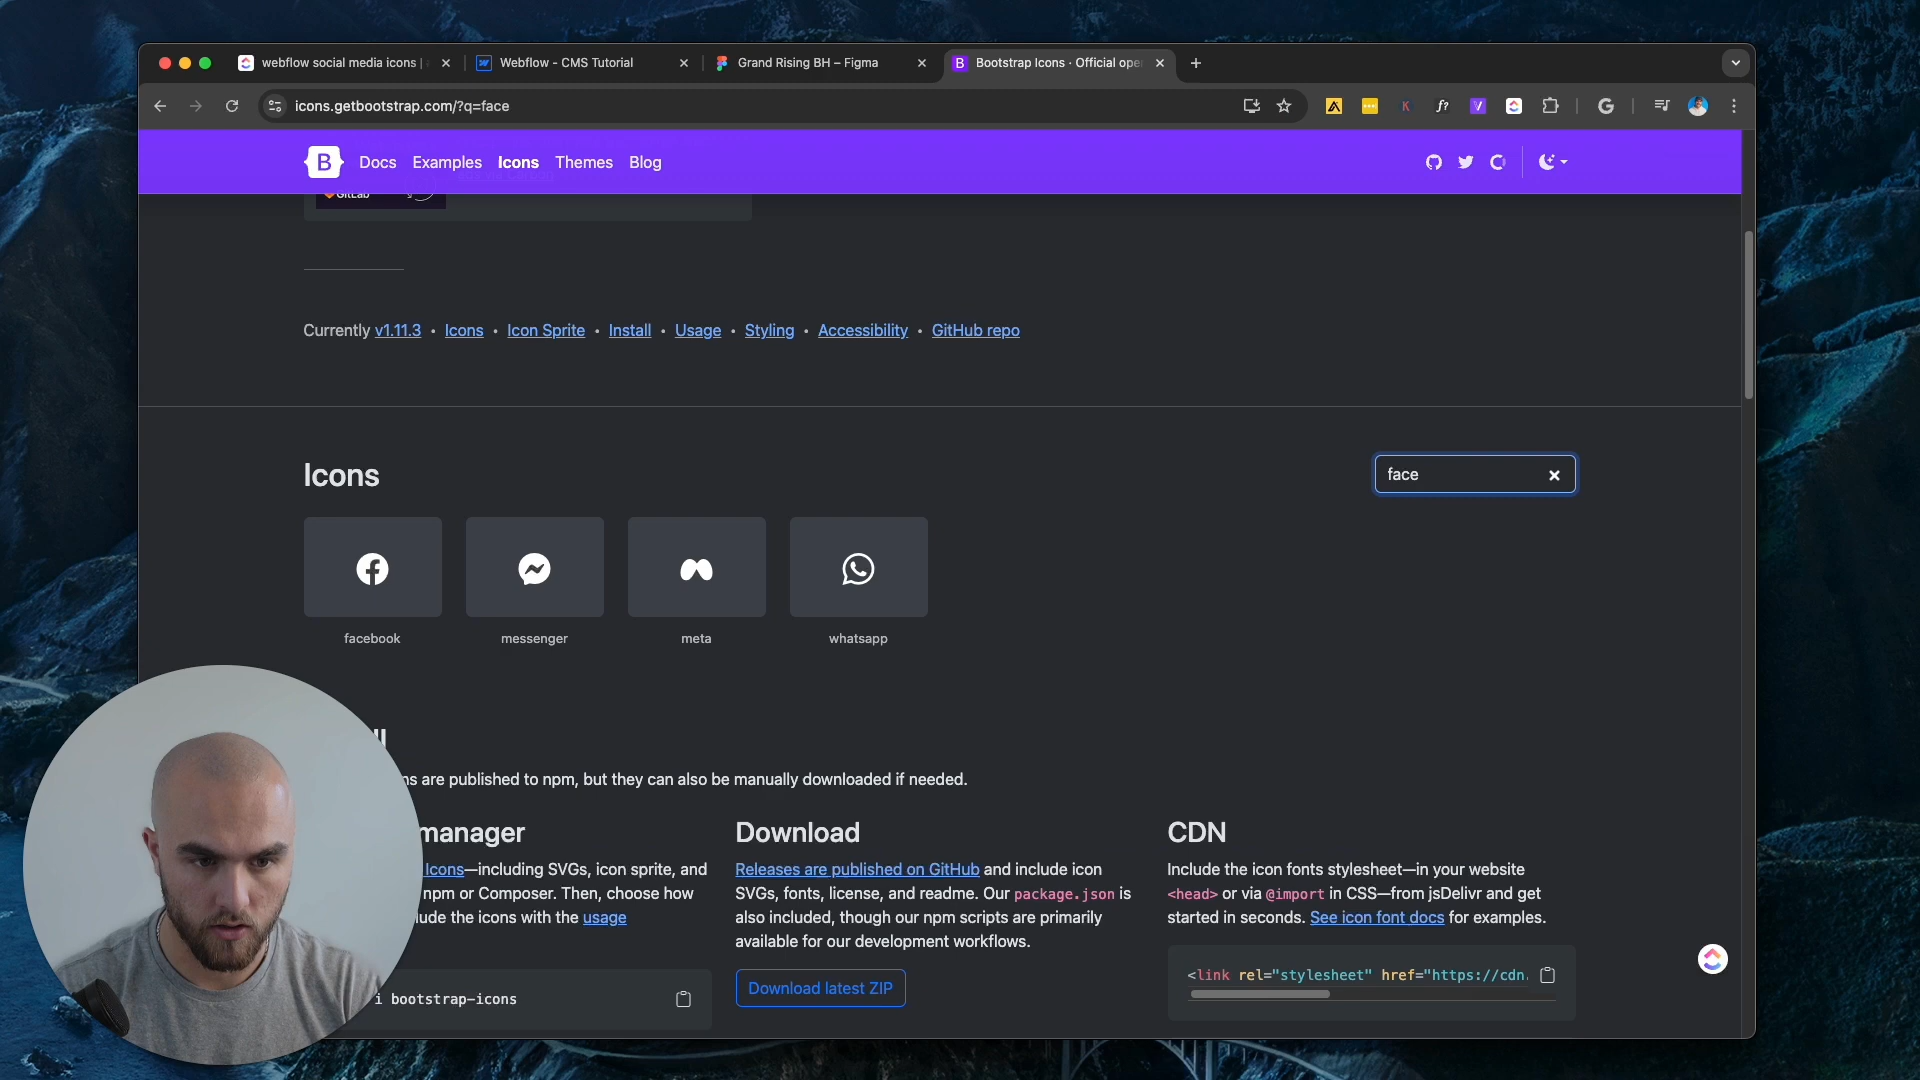 webflow social media icons |
Webflow - CMS Tutorial
Grand Rising BH – Figma
Bootstrap Icons · Official ope
icons.getbootstrap.com/?q=face
Docs
Examples
Icons
Themes
Blog
GitLab
Currently v1.11.3 • Icons • Icon Sprite • Install • Usage • Styling • Accessibility • GitHub repo
Icons
face
facebook
messenger
meta
whatsapp
are published to npm, but they can also be manually downloaded if needed.
manager
Icons—including SVGs, icon sprite, and
npm or Composer. Then, choose how
the icons with the usage
i bootstrap-icons
Download
Releases are published on GitHub and include icon
SVGs, fonts, license, and readme. Our package.json is
also included, though our npm scripts are primarily
available for our development workflows.
Download latest ZIP
CDN
Include the icon fonts stylesheet—in your website
<head> or via @import in CSS—from jsDelivr and get
started in seconds. See icon font docs for examples.
<link rel="stylesheet" href="https://cdn.